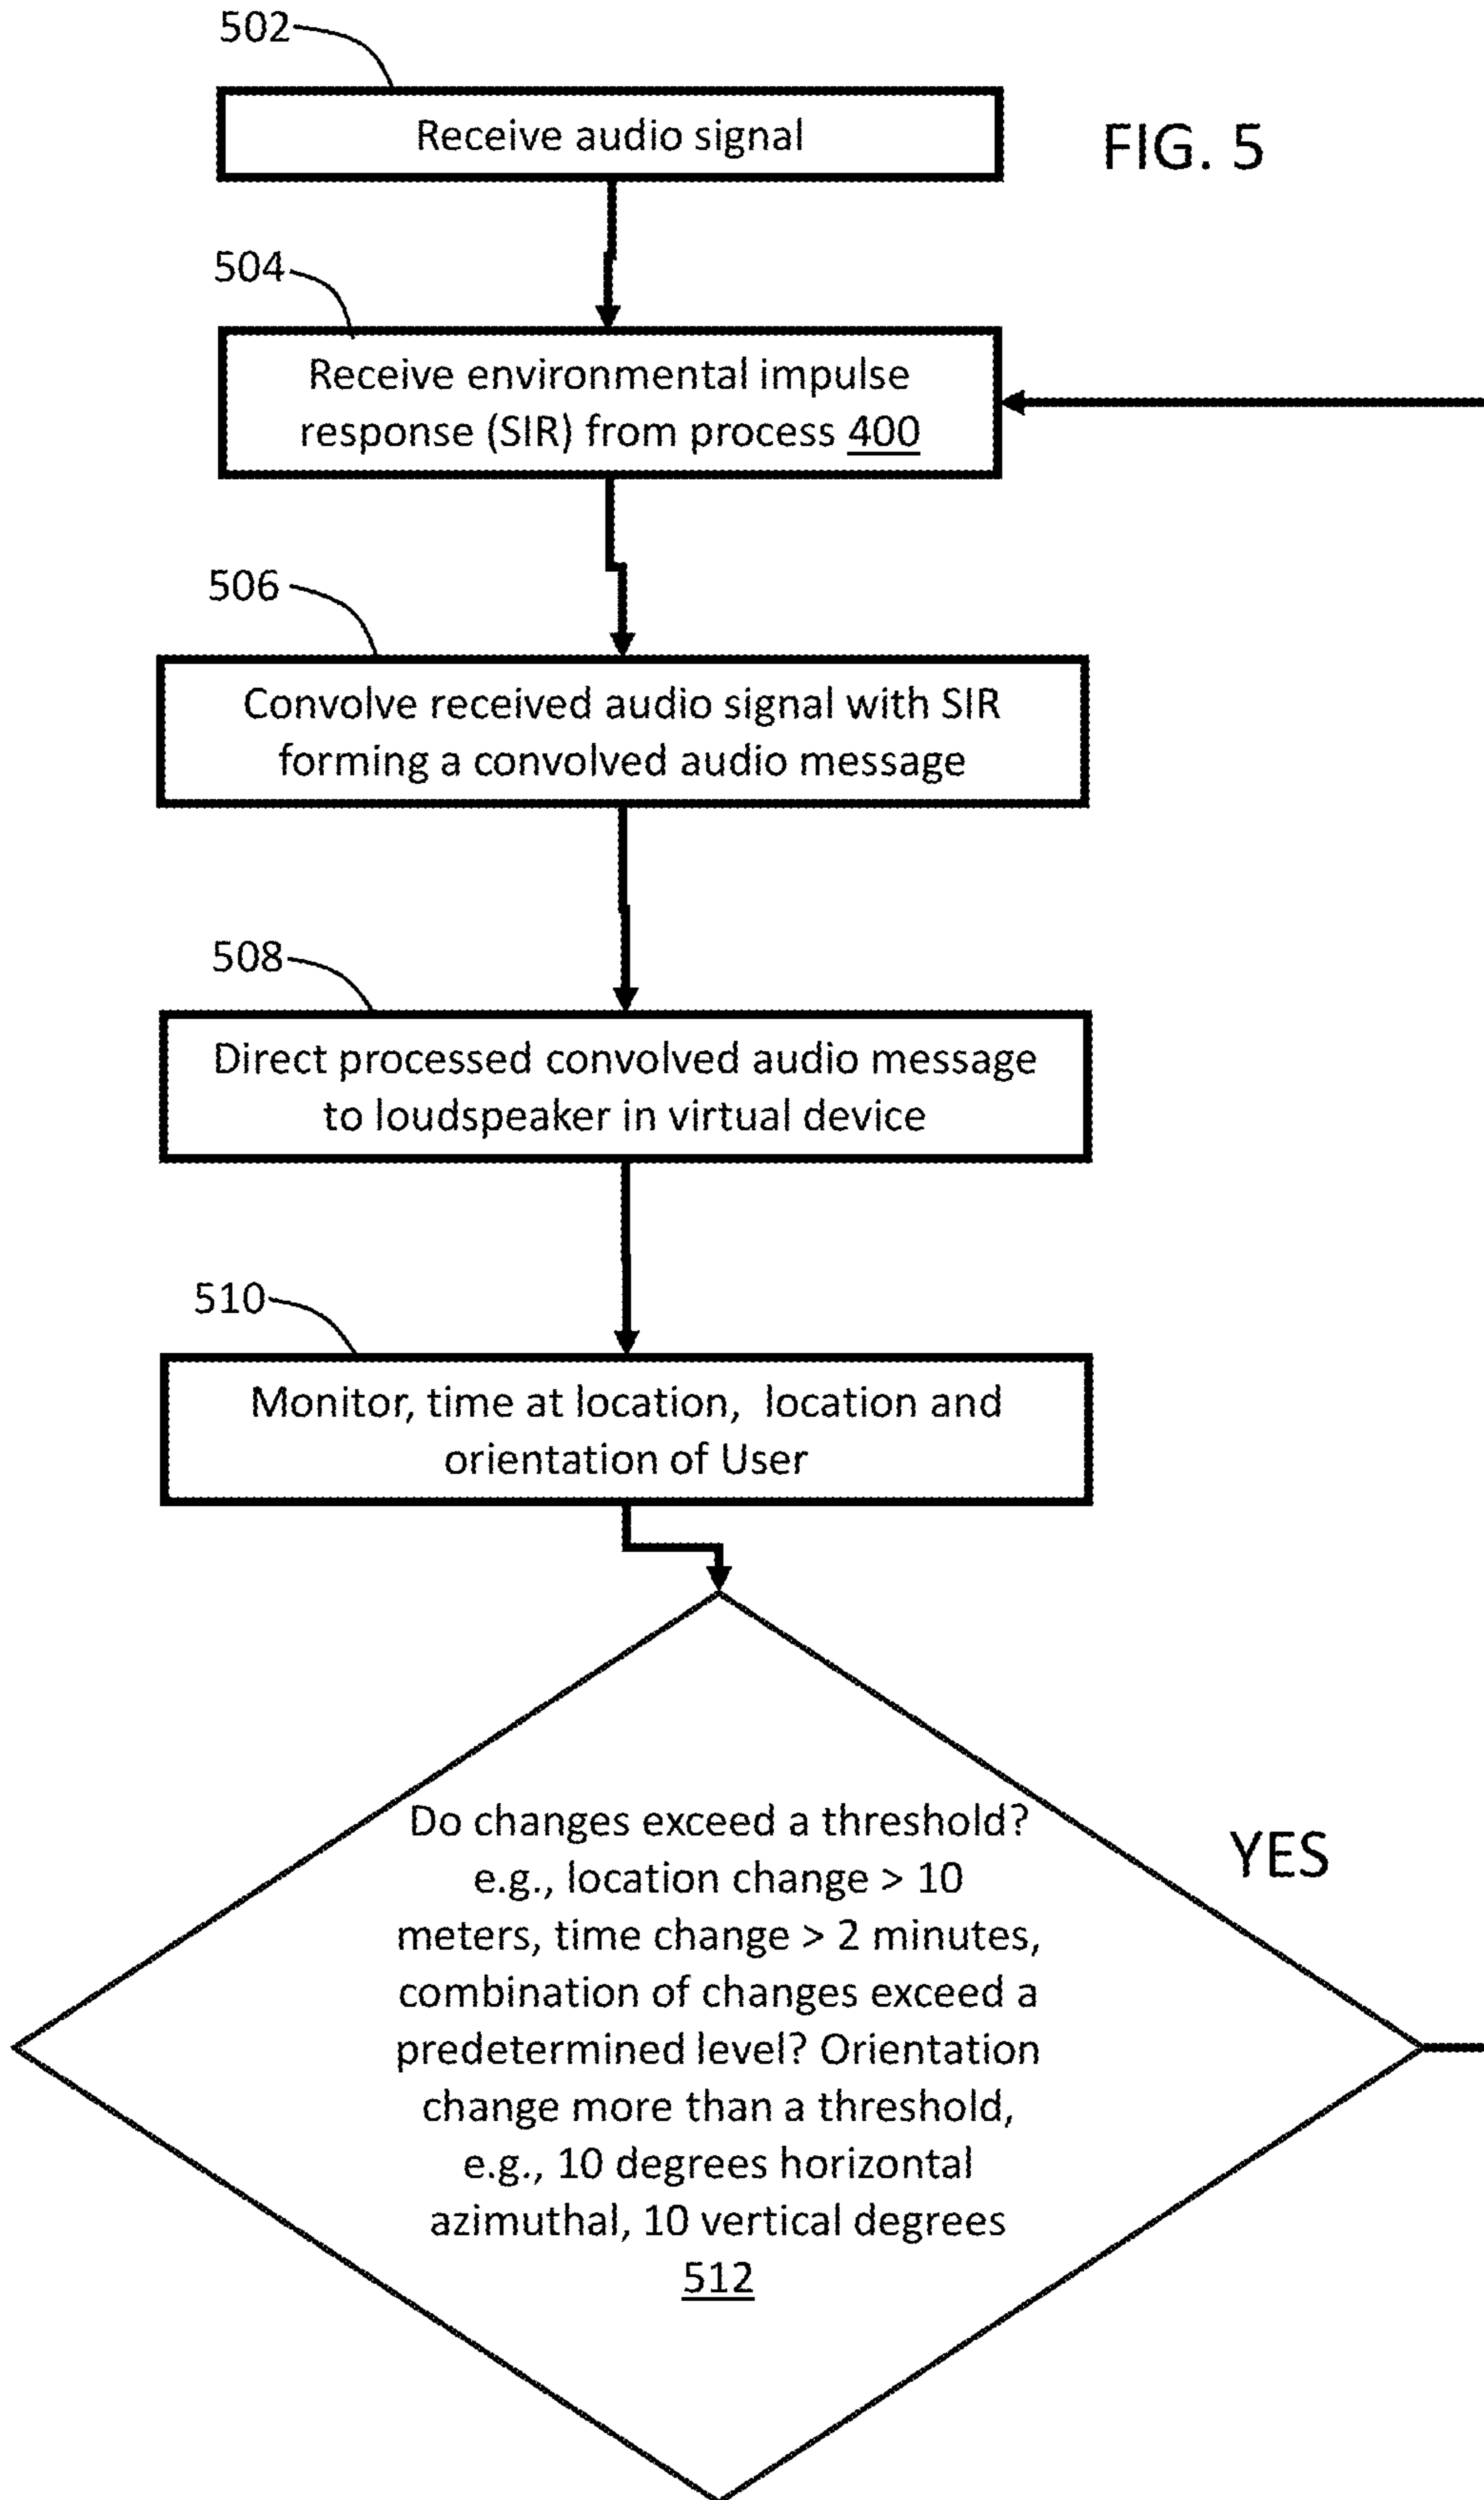 502
Receive audio signal
FIG. 5
504
Receive environmental impulse
response (SIR) from process 400
506
Convolve received audio signal with SIR
forming a convolved audio message
508
Direct processed convolved audio message
to loudspeaker in virtual device
510
Monitor, time at location, location and
orientation of User
Do changes exceed a threshold?
e.g., location change > 10
meters, time change > 2 minutes,
combination of changes exceed a
predetermined level? Orientation
change more than a threshold,
e.g., 10 degrees horizontal
azimuthal, 10 vertical degrees
512
YES